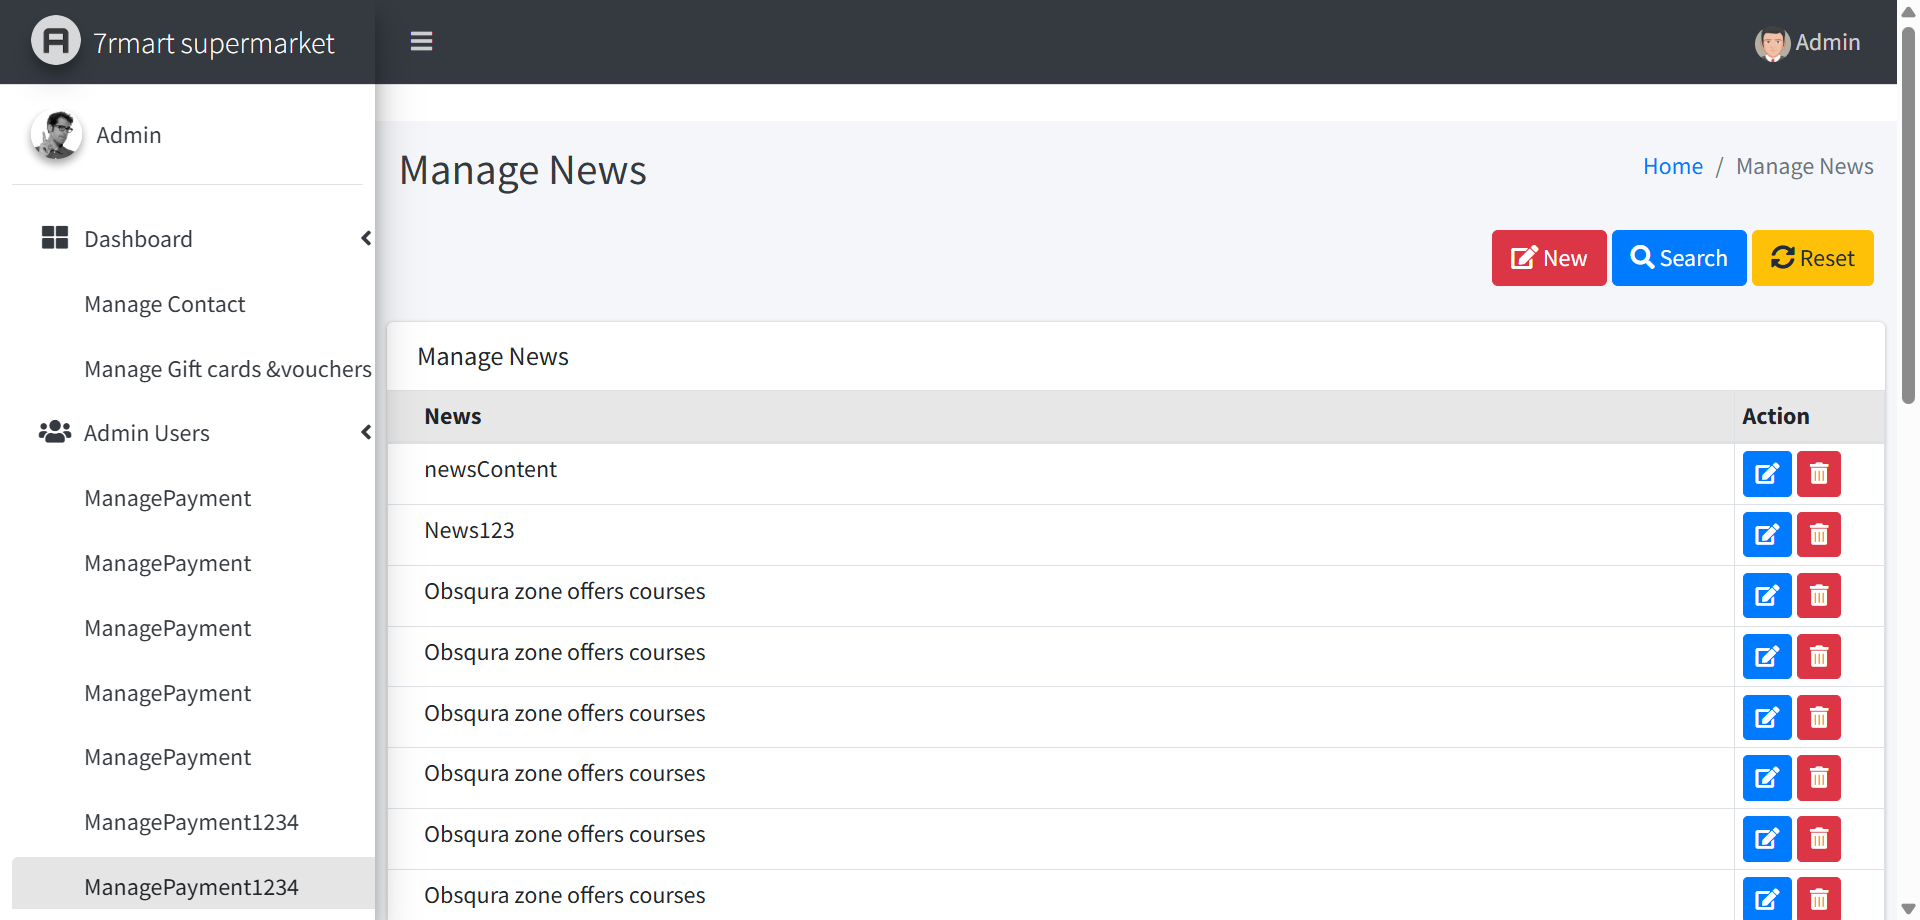 7rmart supermarket
Admin
Admin
Manage News
Home / Manage News
Dashboard
Manage Contact
Manage Gift cards &vouchers
Admin Users
ManagePayment
ManagePayment
ManagePayment
ManagePayment
ManagePayment
ManagePayment1234
ManagePayment1234
New
Search
Reset
Manage News
News
Action
newsContent
News123
Obsqura zone offers courses
Obsqura zone offers courses
Obsqura zone offers courses
Obsqura zone offers courses
Obsqura zone offers courses
Obsqura zone offers courses